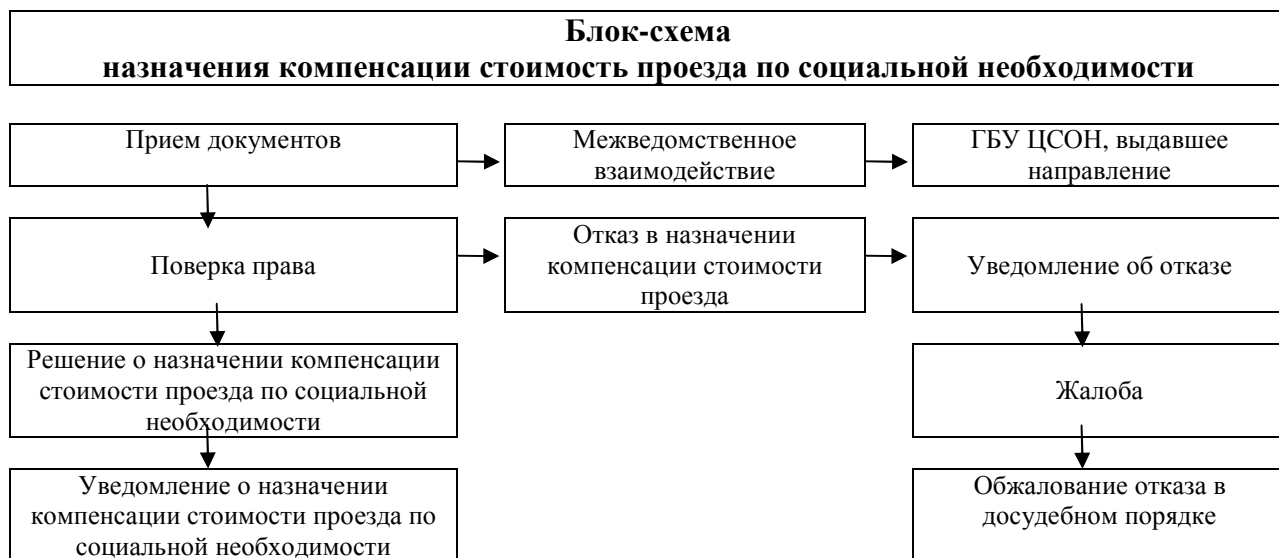 Блок-схема
назначения компенсации стоимость проезда по социальной необходимости
Прием документов
Межведомственное
взаимодействие
ГБУ ЦСОН, выдавшее
направление
Поверка права
Отказ в назначении
компенсации стоимости
проезда
Уведомление об отказе
Решение о назначении компенсации
стоимости проезда по социальной
необходимости
Жалоба
Уведомление о назначении
компенсации стоимости проезда по
социальной необходимости
Обжалование отказа в
досудебном порядке